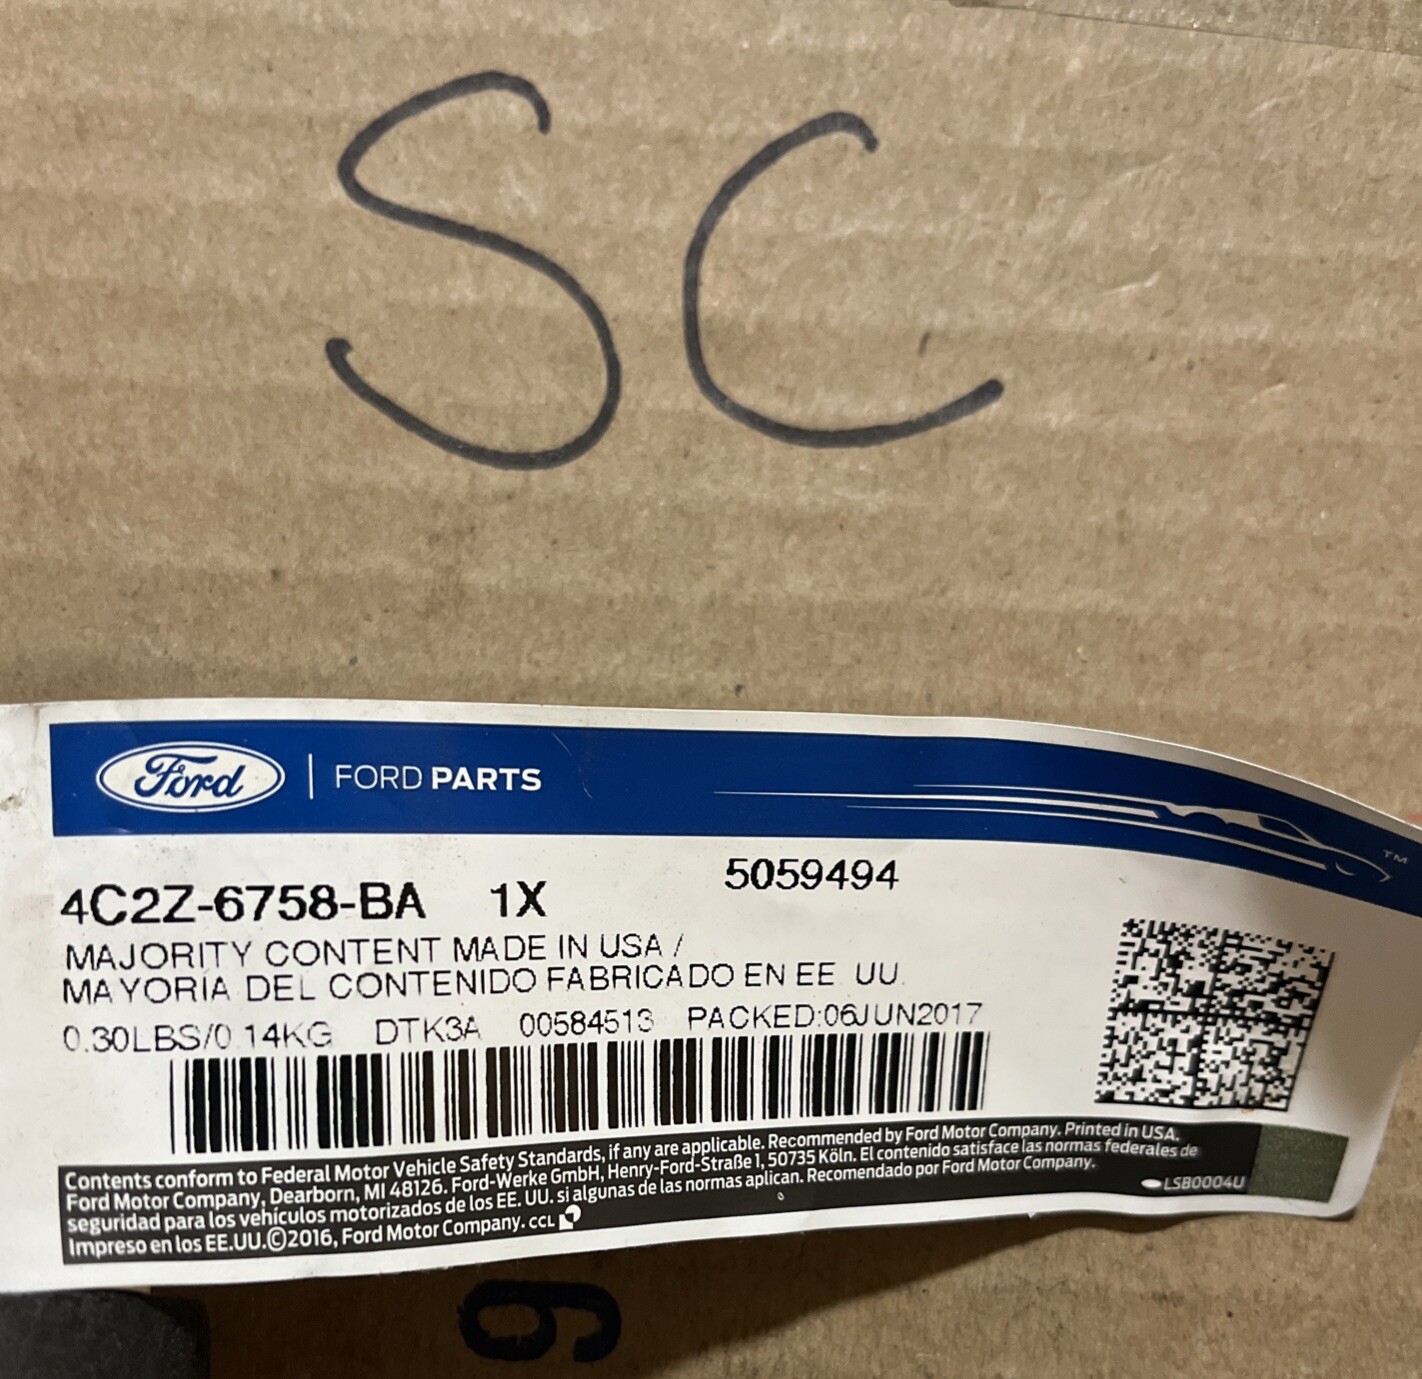 SC
Ford | FORD PARTS
TM
4C2Z-6758-BA 1X 5059494
MAJORITY CONTENT MADE IN USA /
MAYORÍA DEL CONTENIDO FABRICADO EN EE. UU.
0.30LBS/0.14KG DTK3A 00584513 PACKED:06JUN2017
Contents conform to Federal Motor Vehicle Safety Standards, if any are applicable. Recommended by Ford Motor Company. Printed in USA.
Ford Motor Company, Dearborn, MI 48126. Ford-Werke GmbH, Henry-Ford-Straße 1, 50735 Köln. El contenido satisface las normas federales de
seguridad para los vehículos motorizados de los EE. UU. si algunas de las normas aplican. Recomendado por Ford Motor Company.
Impreso en los EE.UU.©2016, Ford Motor Company. CCL
LSB0004U